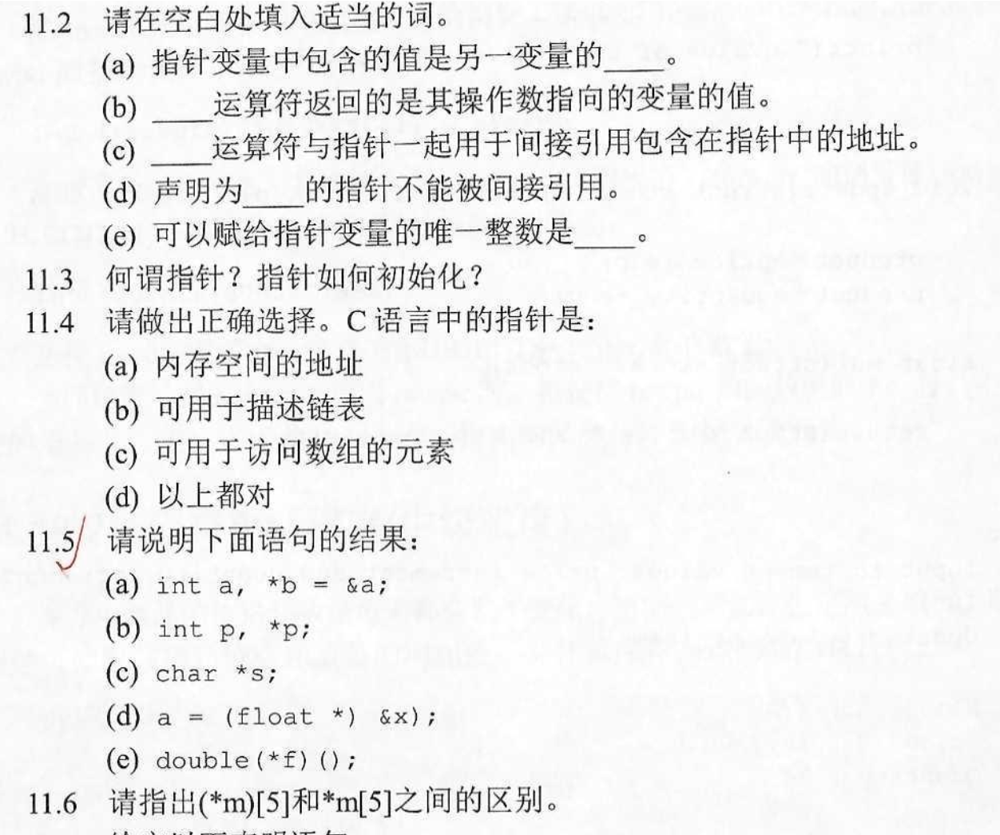 11.2 请在空白处填入适当的词。
(a) 指针变量中包含的值是另一变量的____。
(b) ____运算符返回的是其操作数指向的变量的值。
(c) ____运算符与指针一起用于间接引用包含在指针中的地址。
(d) 声明为____的指针不能被间接引用。
(e) 可以赋给指针变量的唯一整数是____。
11.3 何谓指针？指针如何初始化？
11.4 请做出正确选择。C 语言中的指针是：
(a) 内存空间的地址
(b) 可用于描述链表
(c) 可用于访问数组的元素
(d) 以上都对
11.5 请说明下面语句的结果：
(a) int a, *b = &a;
(b) int p, *p;
(c) char *s;
(d) a = (float *) &x);
(e) double(*f)();
11.6 请指出(*m)[5]和*m[5]之间的区别。